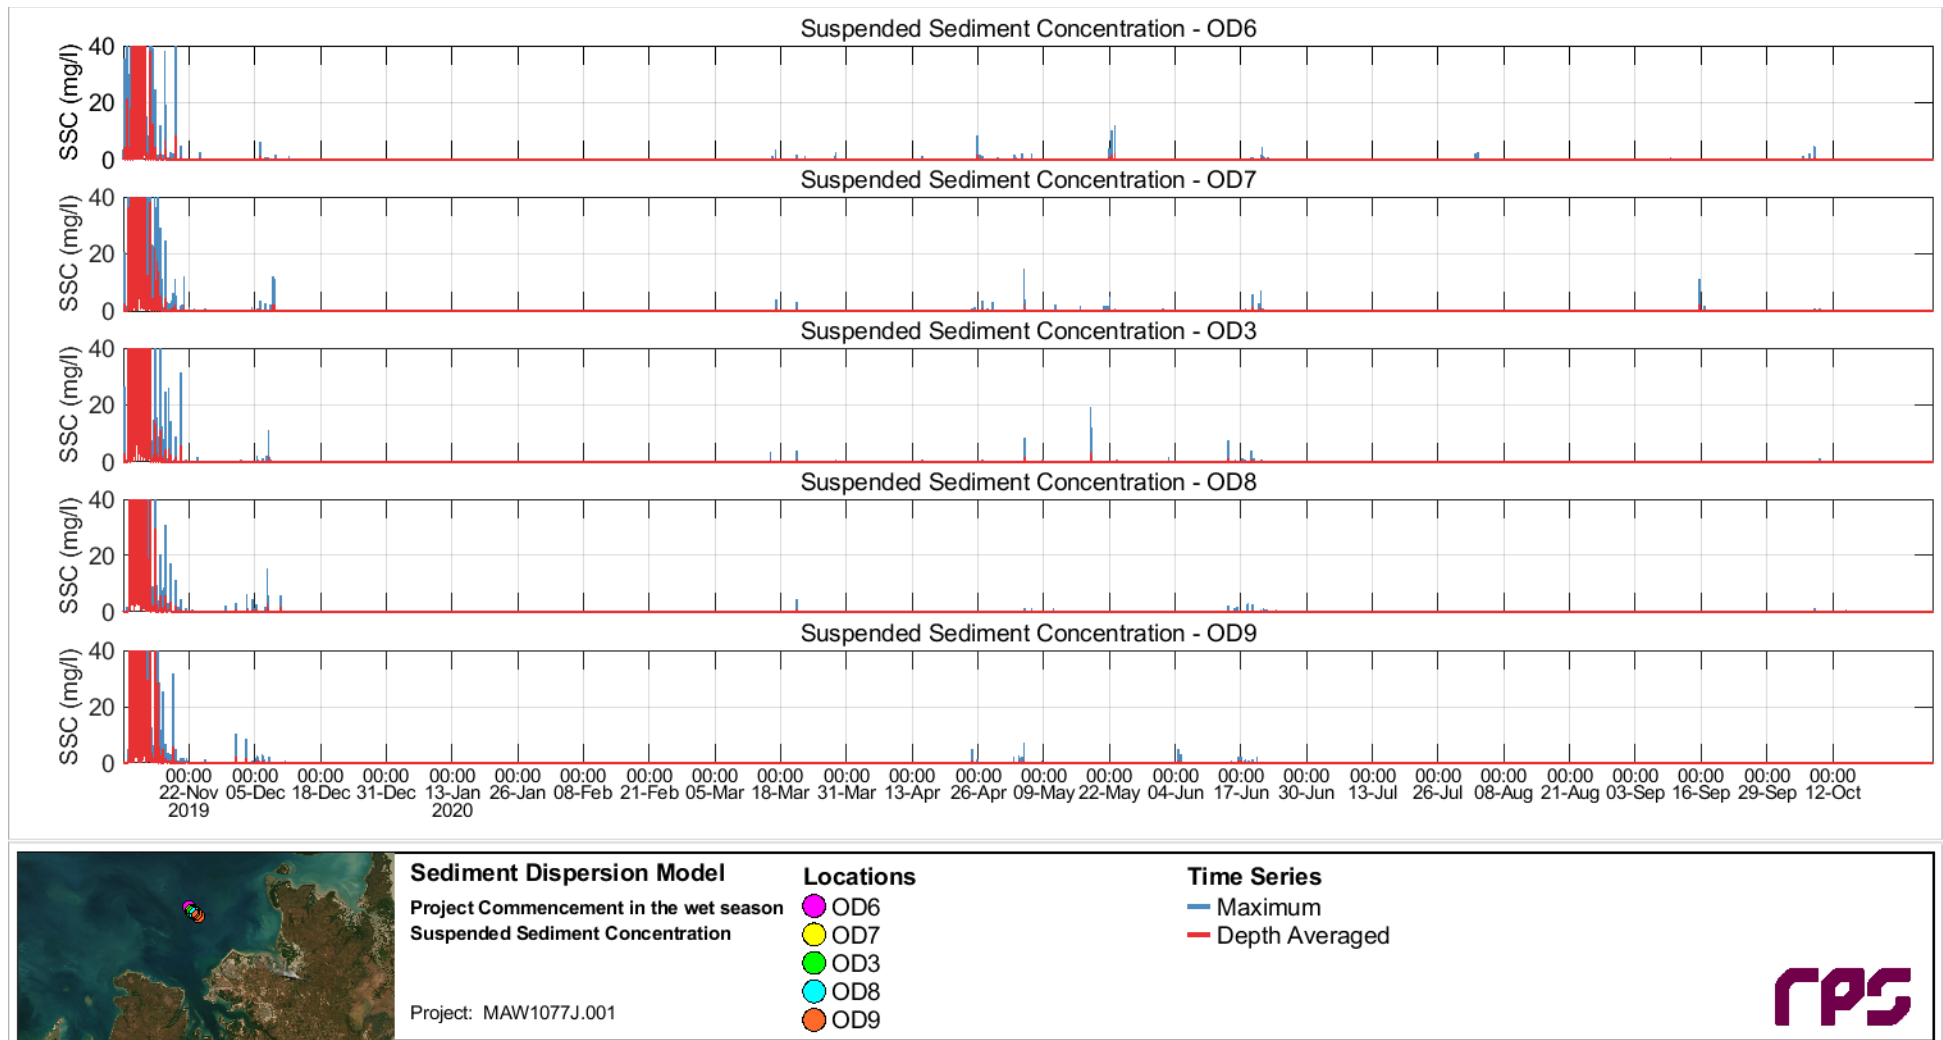 Suspended Sediment Concentration - OD6
SSC (mg/l)
40
20
0
Suspended Sediment Concentration - OD7
SSC (mg/l)
40
20
0
Suspended Sediment Concentration - OD3
SSC (mg/l)
40
20
0
Suspended Sediment Concentration - OD8
SSC (mg/l)
40
20
0
Suspended Sediment Concentration - OD9
SSC (mg/l)
40
20
0
00:00 00:00 00:00 00:00 00:00 00:00 00:00 00:00 00:00 00:00 00:00 00:00 00:00 00:00 00:00 00:00 00:00 00:00 00:00 00:00 00:00 00:00 00:00 00:00 00:00 00:00
22-Nov 05-Dec 18-Dec 31-Dec 13-Jan 26-Jan 08-Feb 21-Feb 05-Mar 18-Mar 31-Mar 13-Apr 26-Apr 09-May 22-May 04-Jun 17-Jun 30-Jun 13-Jul 26-Jul 08-Aug 21-Aug 03-Sep 16-Sep 29-Sep 12-Oct
2019 2020
Sediment Dispersion Model
Project Commencement in the wet season
Suspended Sediment Concentration
Project: MAW1077J.001
Locations
OD6
OD7
OD3
OD8
OD9
Time Series
Maximum
Depth Averaged
rps